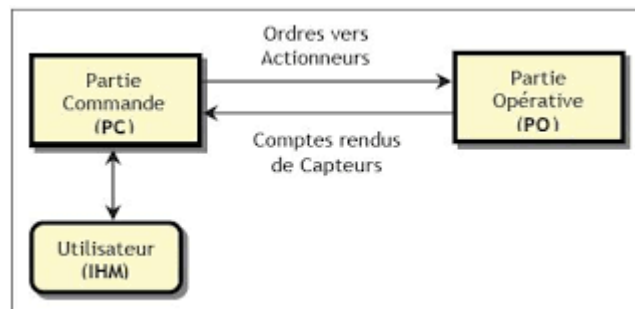 Ordres vers
Actionneurs
Partie
Commande
(PC)
Partie
Opérative
(PO)
Comptes rendus
de Capteurs
Utilisateur
(IHM)